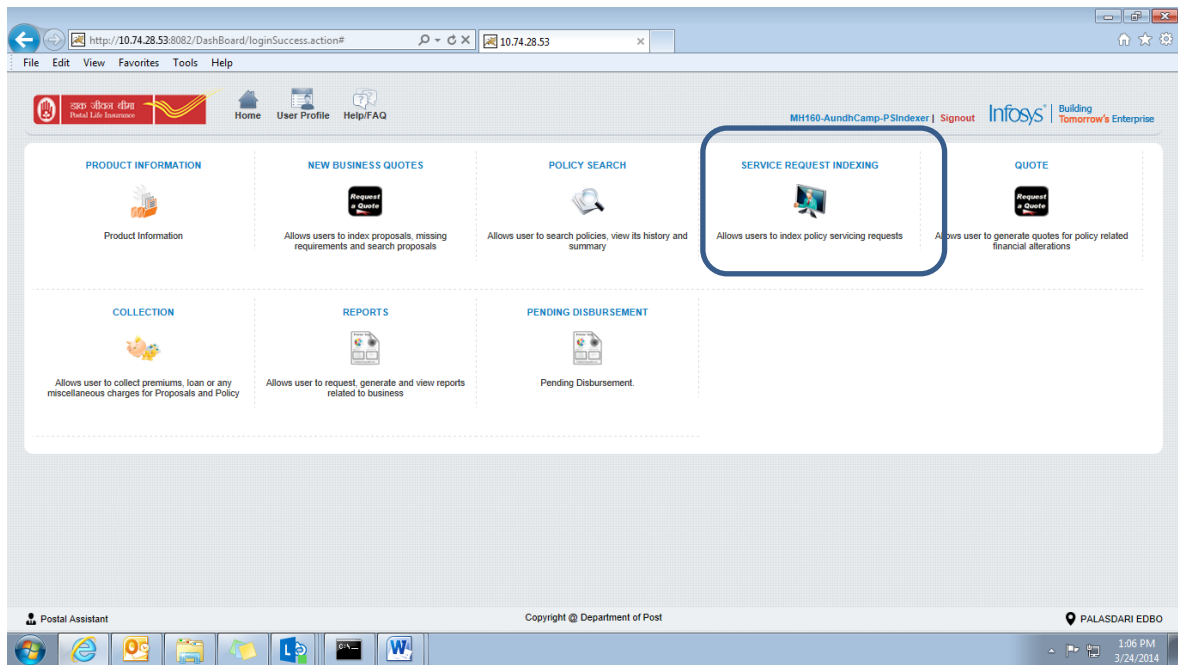 http://10.74.28.53:8082/DashBoard/loginSuccess.action#
10.74.28.53
File Edit View Favorites Tools Help
डाक जीवन बीमा
Postal Life Insurance
Home User Profile Help/FAQ
MH160-AundhCamp-PSIndexer | Signout
Infosys | Building
Tomorrow's Enterprise
PRODUCT INFORMATION
Product Information
NEW BUSINESS QUOTES
Request
a Quote
Allows users to index proposals, missing
requirements and search proposals
POLICY SEARCH
Allows user to search policies, view its history and
summary
SERVICE REQUEST INDEXING
Allows users to index policy servicing requests
QUOTE
Request
a Quote
Allows user to generate quotes for policy related
financial alterations
COLLECTION
Allows user to collect premiums, loan or any
miscellaneous charges for Proposals and Policy
REPORTS
Allows user to request, generate and view reports
related to business
PENDING DISBURSEMENT
Pending Disbursement.
Postal Assistant
Copyright @ Department of Post
PALASDARI EDBO
1:06 PM
3/24/2014